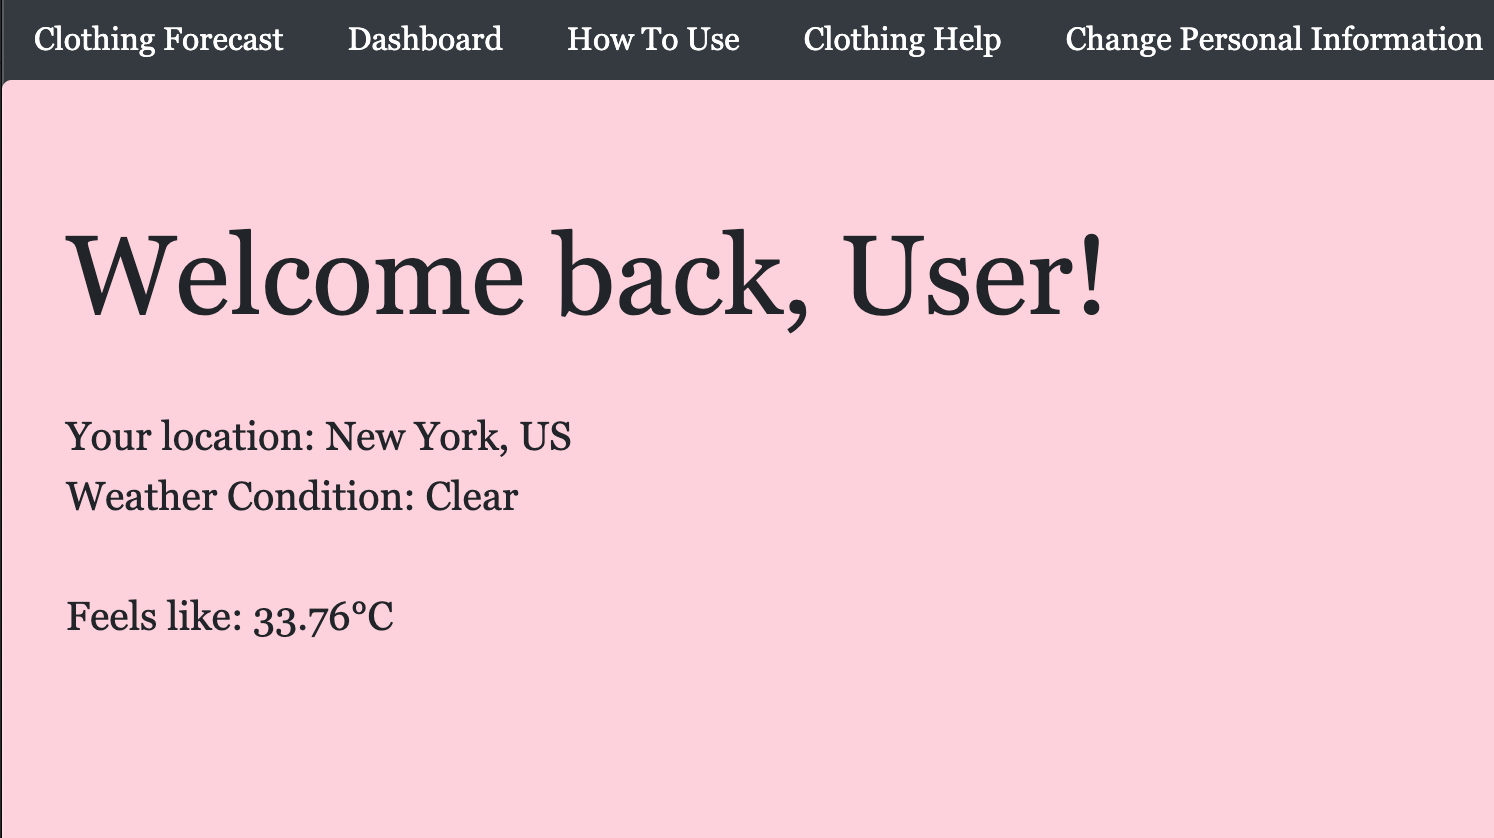 Clothing Forecast Dashboard How To Use Clothing Help Change Personal Information
Welcome back, User!
Your location: New York, US
Weather Condition: Clear
Feels like: 33.76°C